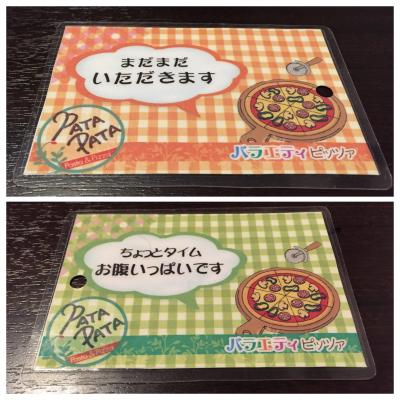 まだまだ
いただきます
PATA
PATA
Pasta & Pizza
バラエティピッツァ
ちょっとタイム
お腹いっぱいです
PATA
PATA
Pasta & Pizza
バラエティピッツァ